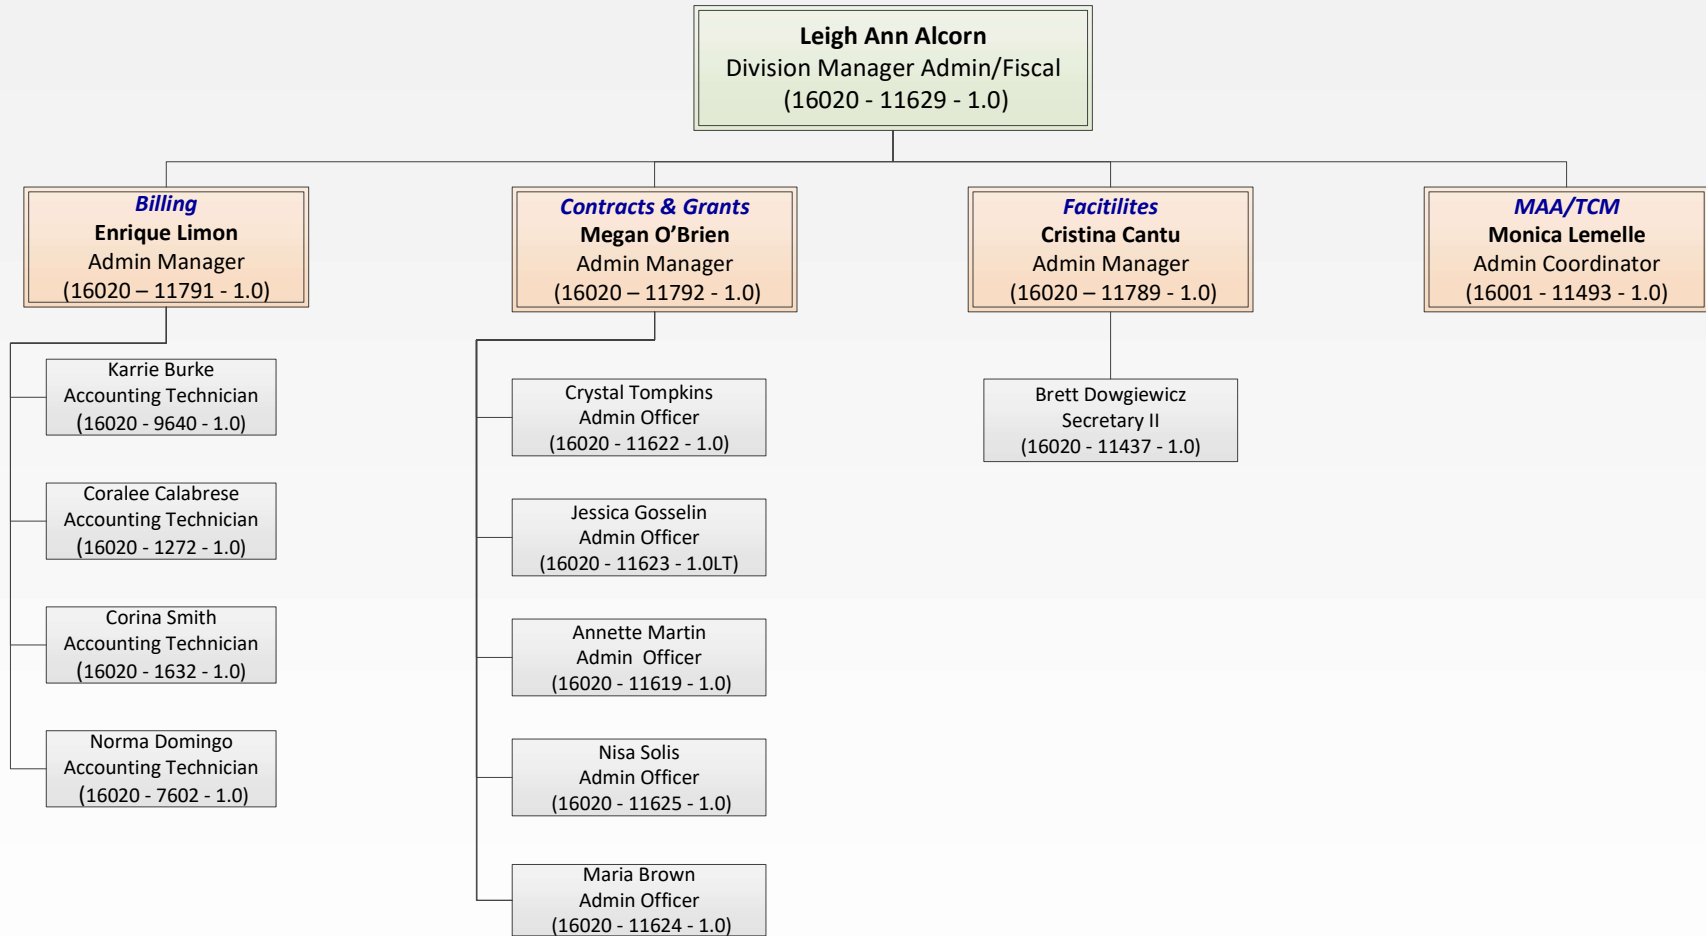 Leigh Ann Alcorn
Division Manager Admin/Fiscal
(16020 - 11629 - 1.0)
Billing
Enrique Limon
Admin Manager
(16020 – 11791 - 1.0)
Karrie Burke
Accounting Technician
(16020 - 9640 - 1.0)
Coralee Calabrese
Accounting Technician
(16020 - 1272 - 1.0)
Corina Smith
Accounting Technician
(16020 - 1632 - 1.0)
Norma Domingo
Accounting Technician
(16020 - 7602 - 1.0)
Contracts & Grants
Megan O’Brien
Admin Manager
(16020 – 11792 - 1.0)
Crystal Tompkins
Admin Officer
(16020 - 11622 - 1.0)
Jessica Gosselin
Admin Officer
(16020 - 11623 - 1.0LT)
Annette Martin
Admin  Officer
(16020 - 11619 - 1.0)
Nisa Solis
Admin Officer
(16020 - 11625 - 1.0)
Maria Brown
Admin Officer
(16020 - 11624 - 1.0)
Facitilites
Cristina Cantu
Admin Manager
(16020 – 11789 - 1.0)
Brett Dowgiewicz
Secretary II
(16020 - 11437 - 1.0)
MAA/TCM
Monica Lemelle
Admin Coordinator
(16001 - 11493 - 1.0)